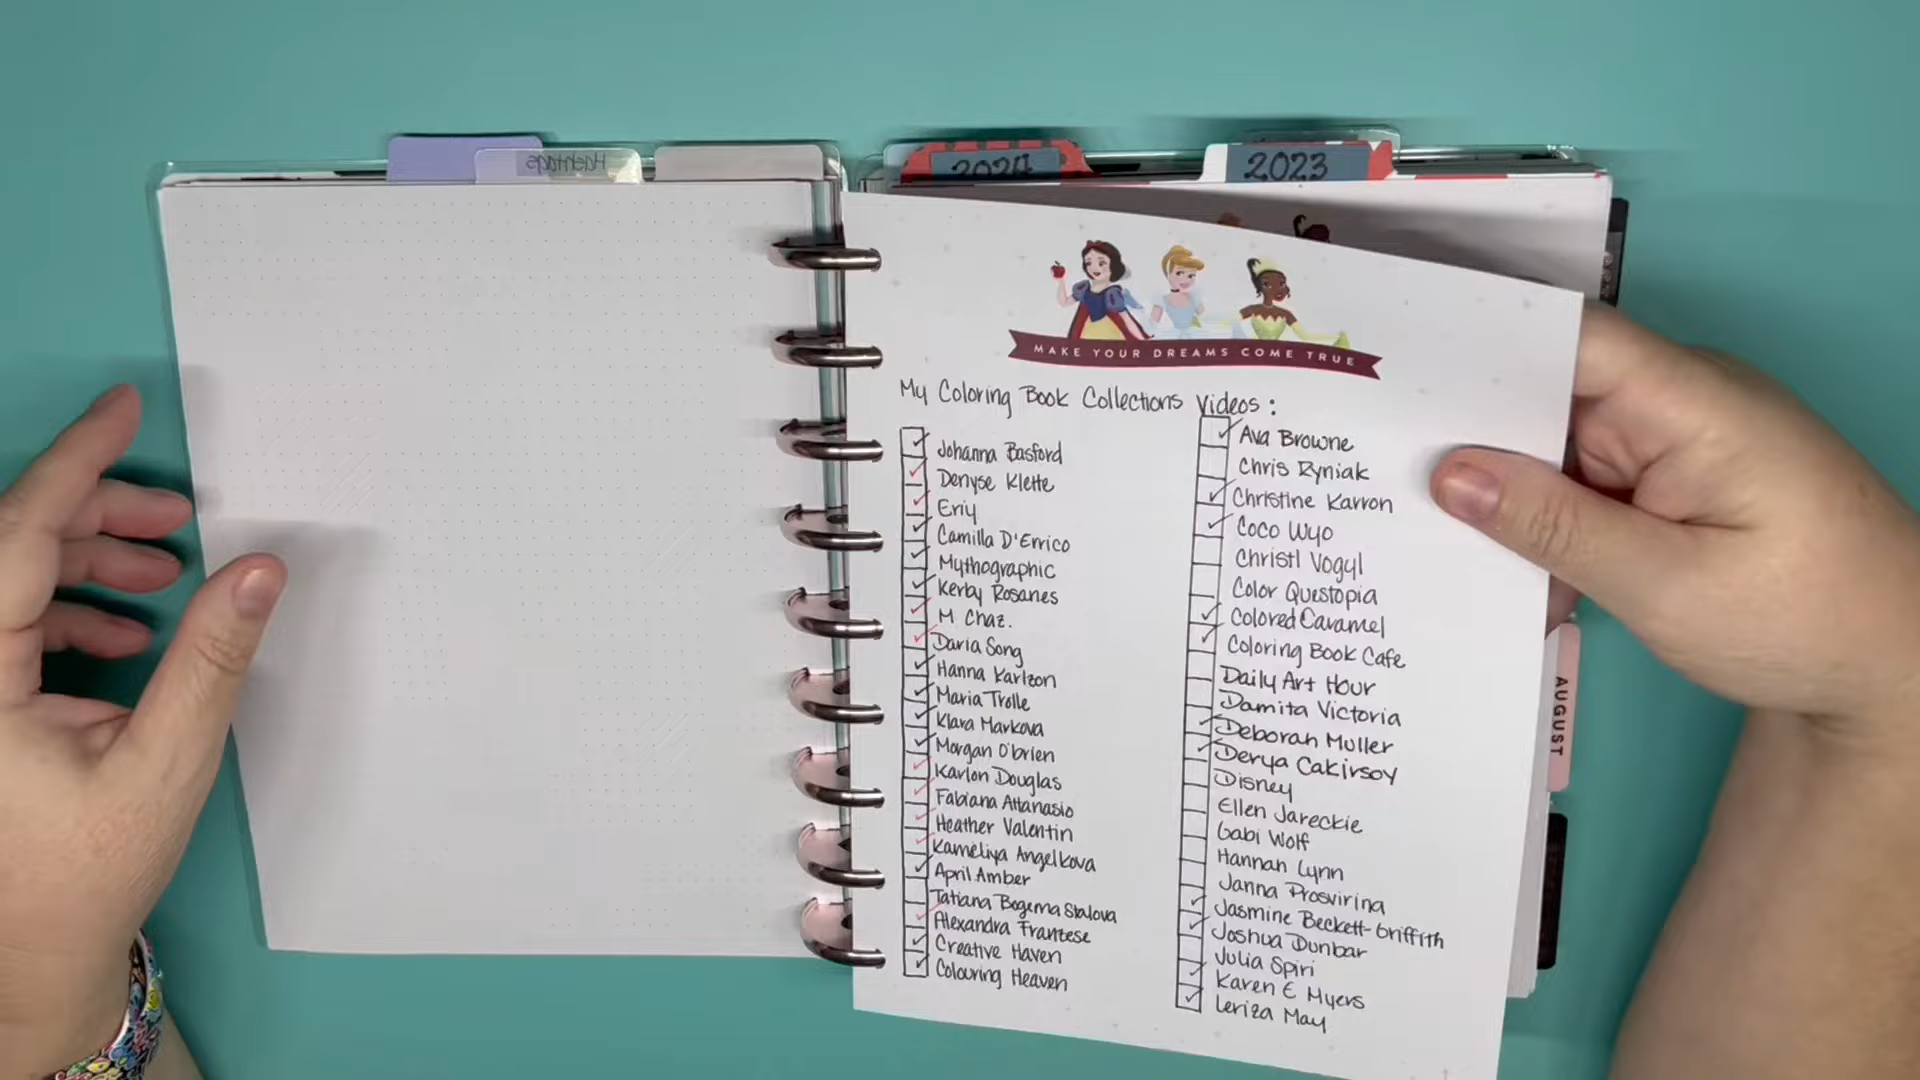 Hashtags
2024
2023
MAKE YOUR DREAMS COME TRUE
My Coloring Book Collections Videos:
Johanna Basford
Denyse Klette
Eriy
Camilla D'Errico
Mythographic
Kerby Rosanes
M Chaz.
Daria Song
Hanna Karlzon
Maria Trolle
Klara Markova
Morgan O'brien
Karlon Douglas
Fabiana Attanasio
Heather Valentin
Kameliya Angelkova
April Amber
Tatiana Bogema Stolova
Alexandra Franzese
Creative Haven
Colouring Heaven
Ava Browne
Chris Ryniak
Christine Karron
Coco Wyo
Christl Vogyl
Color Questopia
Colored Caramel
Coloring Book Cafe
Daily Art Hour
Damita Victoria
Deborah Muller
Derya Cakirsoy
Disney
Ellen Jareckie
Gabi Wolf
Hannah Lynn
Janna Prosvirina
Jasmine Beckett-Griffith
Joshua Dunbar
Julia Spiri
Karen E Myers
Leriza May
AUGUST